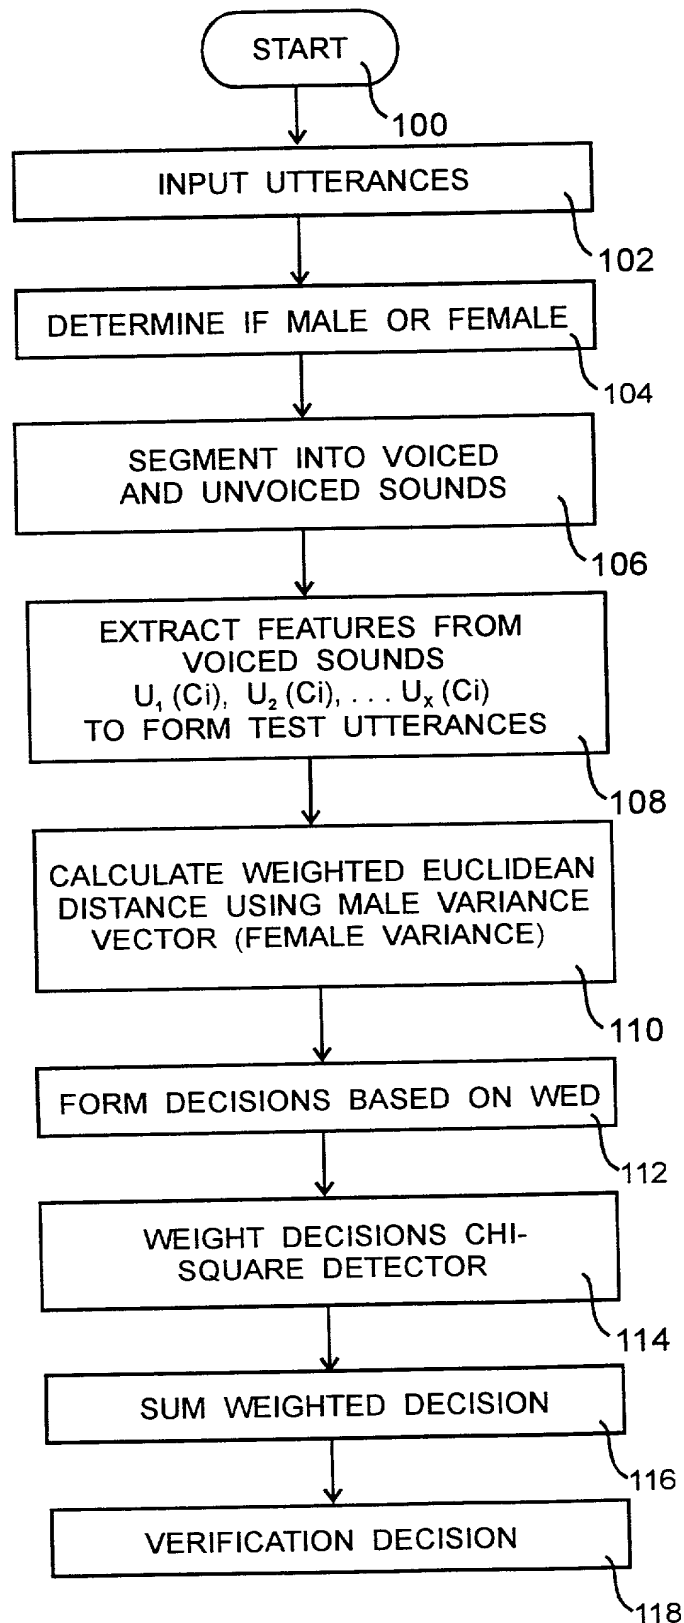 START
100
INPUT UTTERANCES
102
DETERMINE IF MALE OR FEMALE
104
SEGMENT INTO VOICED
AND UNVOICED SOUNDS
106
EXTRACT FEATURES FROM
VOICED SOUNDS
U₁ (Ci), U₂ (Ci), . . . Uₓ (Ci)
TO FORM TEST UTTERANCES
108
CALCULATE WEIGHTED EUCLIDEAN
DISTANCE USING MALE VARIANCE
VECTOR (FEMALE VARIANCE)
110
FORM DECISIONS BASED ON WED
112
WEIGHT DECISIONS CHI-
SQUARE DETECTOR
114
SUM WEIGHTED DECISION
116
VERIFICATION DECISION
118